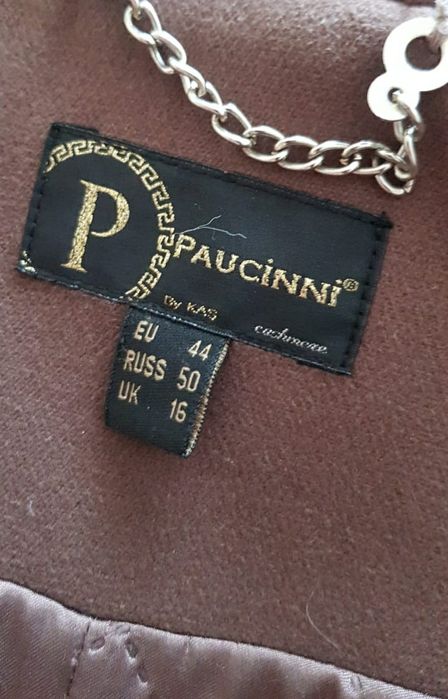 P
PAUCiNNi®
By KAS
cashmere
EU 44
RUSS 50
UK 16